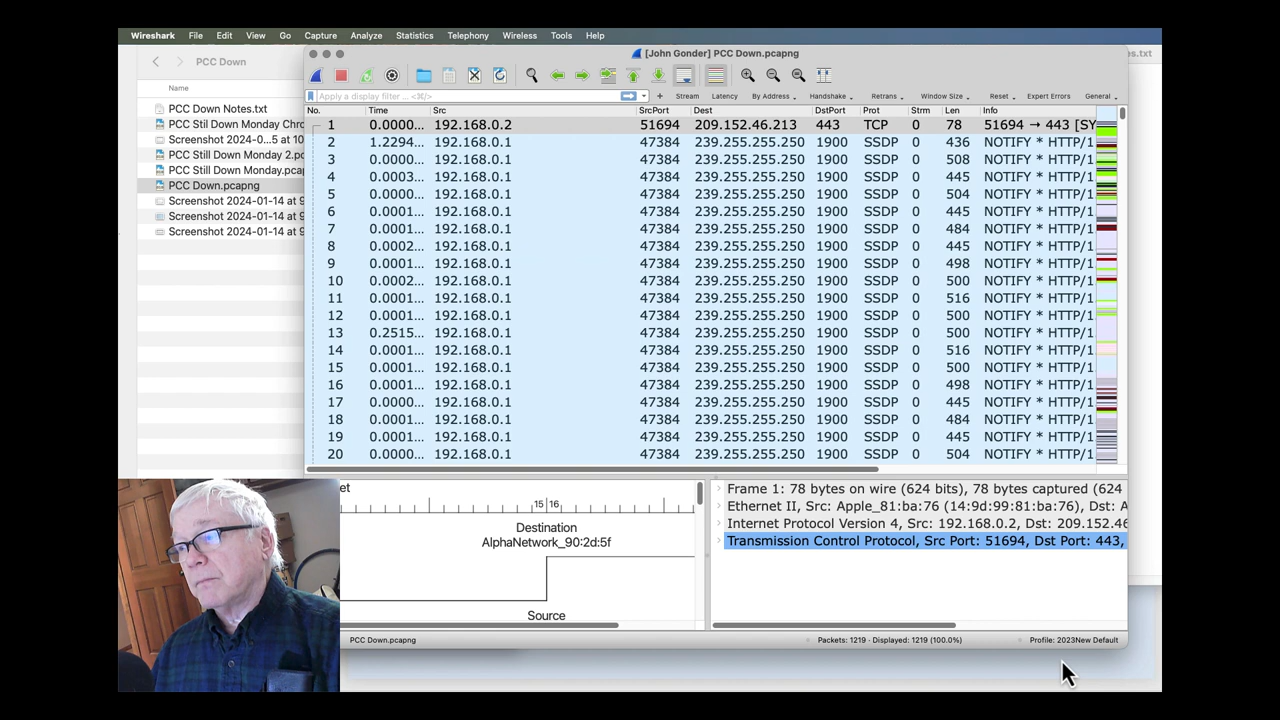 Wireshark File Edit View Go Capture Analyze Statistics Telephony Wireless Tools Help
PCC Down
[John Gonder] PCC Down.pcapng
es.txt
Name
PCC Down Notes.txt
PCC Stil Down Monday Chro
Screenshot 2024-0...5 at 10
PCC Still Down Monday 2.pc
PCC Still Down Monday.pcap
PCC Down.pcapng
Screenshot 2024-01-14 at 9
Screenshot 2024-01-14 at 9
Screenshot 2024-01-14 at 9
Apply a display filter ... <⌘/> + Stream Latency By Address Handshake Retrans Window Size Reset Expert Errors General
No. Time Src SrcPort Dest DstPort Prot Strm Len Info
1 0.0000... 192.168.0.2 51694 209.152.46.213 443 TCP 0 78 51694 → 443 [SY
2 1.2294... 192.168.0.1 47384 239.255.255.250 1900 SSDP 0 436 NOTIFY * HTTP/1
3 0.0000... 192.168.0.1 47384 239.255.255.250 1900 SSDP 0 508 NOTIFY * HTTP/1
4 0.0003... 192.168.0.1 47384 239.255.255.250 1900 SSDP 0 445 NOTIFY * HTTP/1
5 0.0000... 192.168.0.1 47384 239.255.255.250 1900 SSDP 0 504 NOTIFY * HTTP/1
6 0.0001... 192.168.0.1 47384 239.255.255.250 1900 SSDP 0 445 NOTIFY * HTTP/1
7 0.0001... 192.168.0.1 47384 239.255.255.250 1900 SSDP 0 484 NOTIFY * HTTP/1
8 0.0002... 192.168.0.1 47384 239.255.255.250 1900 SSDP 0 445 NOTIFY * HTTP/1
9 0.0001... 192.168.0.1 47384 239.255.255.250 1900 SSDP 0 498 NOTIFY * HTTP/1
10 0.0002... 192.168.0.1 47384 239.255.255.250 1900 SSDP 0 500 NOTIFY * HTTP/1
11 0.0001... 192.168.0.1 47384 239.255.255.250 1900 SSDP 0 516 NOTIFY * HTTP/1
12 0.0001... 192.168.0.1 47384 239.255.255.250 1900 SSDP 0 500 NOTIFY * HTTP/1
13 0.2515... 192.168.0.1 47384 239.255.255.250 1900 SSDP 0 500 NOTIFY * HTTP/1
14 0.0001... 192.168.0.1 47384 239.255.255.250 1900 SSDP 0 516 NOTIFY * HTTP/1
15 0.0001... 192.168.0.1 47384 239.255.255.250 1900 SSDP 0 500 NOTIFY * HTTP/1
16 0.0001... 192.168.0.1 47384 239.255.255.250 1900 SSDP 0 498 NOTIFY * HTTP/1
17 0.0001... 192.168.0.1 47384 239.255.255.250 1900 SSDP 0 445 NOTIFY * HTTP/1
18 0.0001... 192.168.0.1 47384 239.255.255.250 1900 SSDP 0 484 NOTIFY * HTTP/1
19 0.0001... 192.168.0.1 47384 239.255.255.250 1900 SSDP 0 445 NOTIFY * HTTP/1
20 0.0000... 192.168.0.1 47384 239.255.255.250 1900 SSDP 0 504 NOTIFY * HTTP/1
et
15 16
Destination
AlphaNetwork_90:2d:5f
Source
Frame 1: 78 bytes on wire (624 bits), 78 bytes captured (624
Ethernet II, Src: Apple_81:ba:76 (14:9d:99:81:ba:76), Dst: A
Internet Protocol Version 4, Src: 192.168.0.2, Dst: 209.152.46
Transmission Control Protocol, Src Port: 51694, Dst Port: 443,
PCC Down.pcapng Packets: 1219 · Displayed: 1219 (100.0%) Profile: 2023New Default